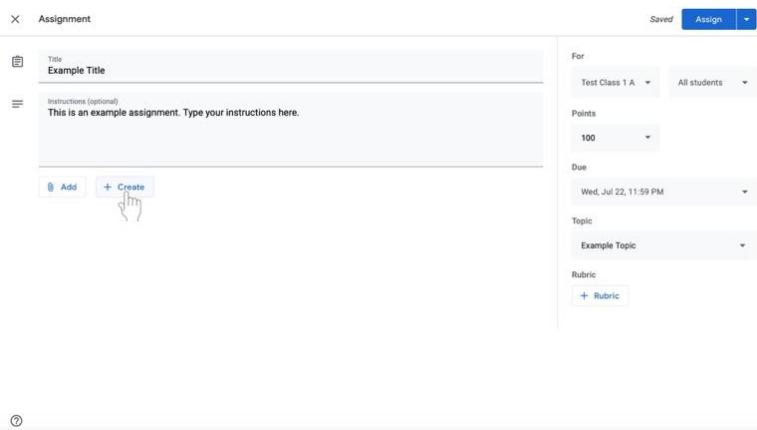 Assignment
Saved
Assign
Title
Example Title
Instructions (optional)
This is an example assignment. Type your instructions here.
Add
+ Create
For
Test Class 1 A
All students
Points
100
Due
Wed, Jul 22, 11:59 PM
Topic
Example Topic
Rubric
+ Rubric